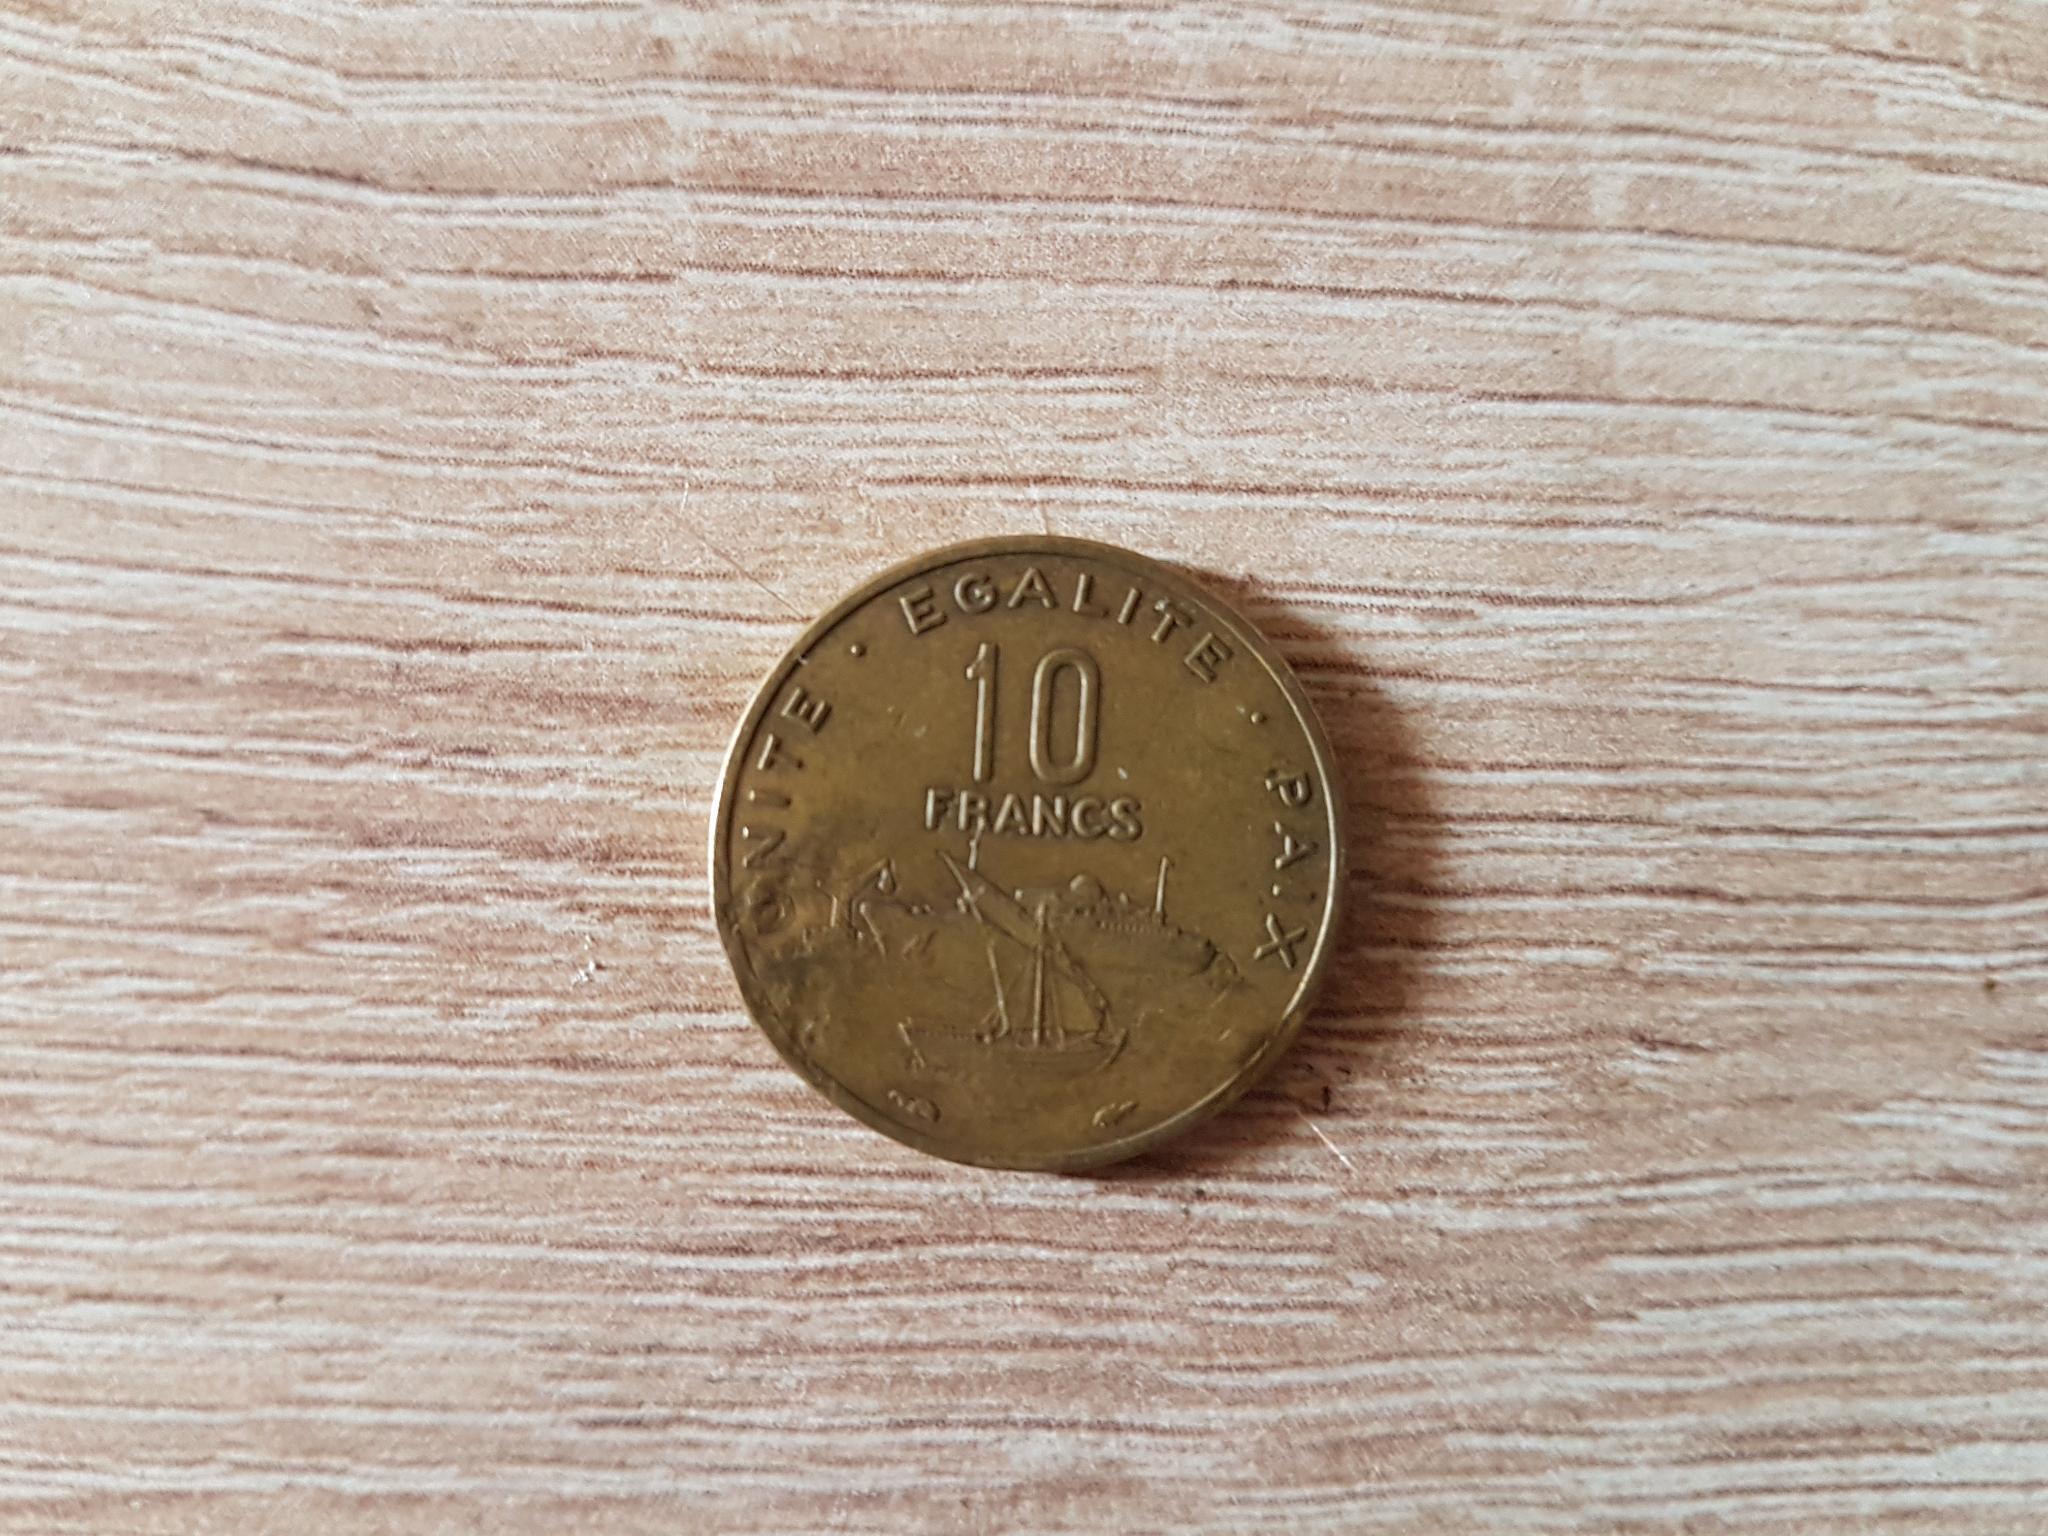 UNITE · EGALITE · PAIX
10
FRANCS